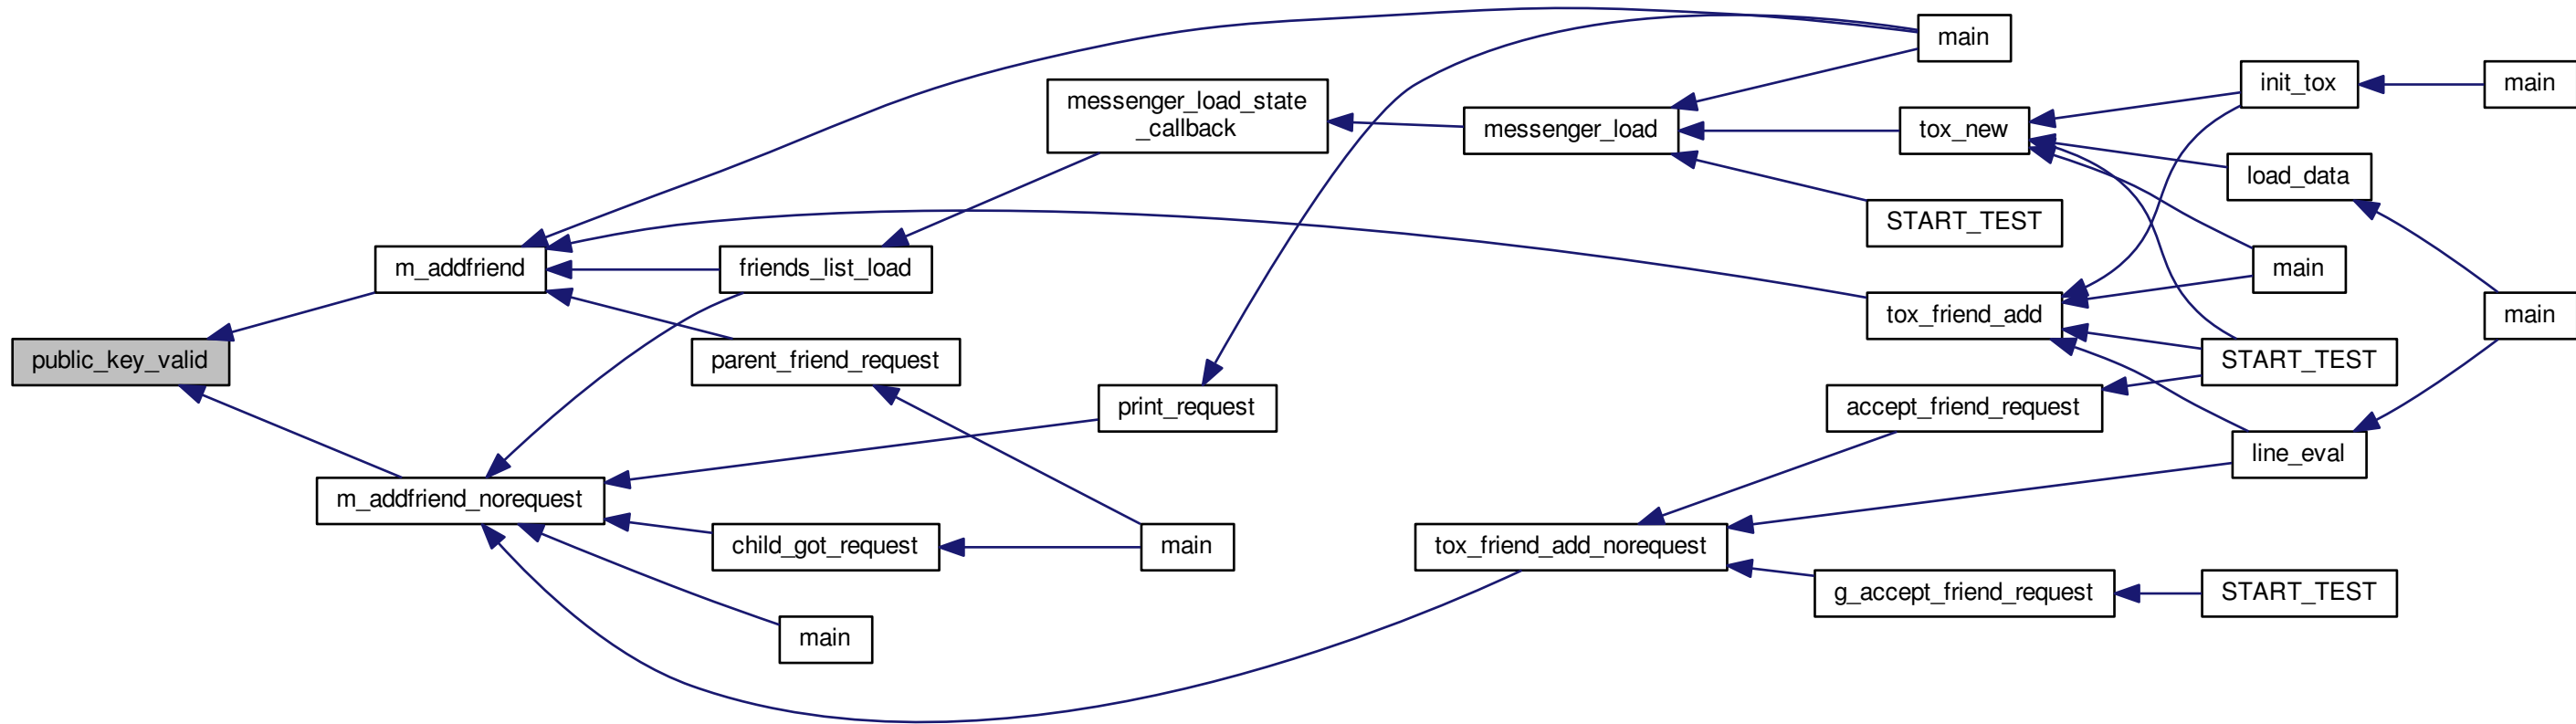 main
init_tox
main
messenger_load_state
_callback
messenger_load
tox_new
load_data
START_TEST
m_addfriend
friends_list_load
main
tox_friend_add
main
public_key_valid
parent_friend_request
START_TEST
print_request
accept_friend_request
line_eval
m_addfriend_norequest
child_got_request
main
tox_friend_add_norequest
g_accept_friend_request
START_TEST
main